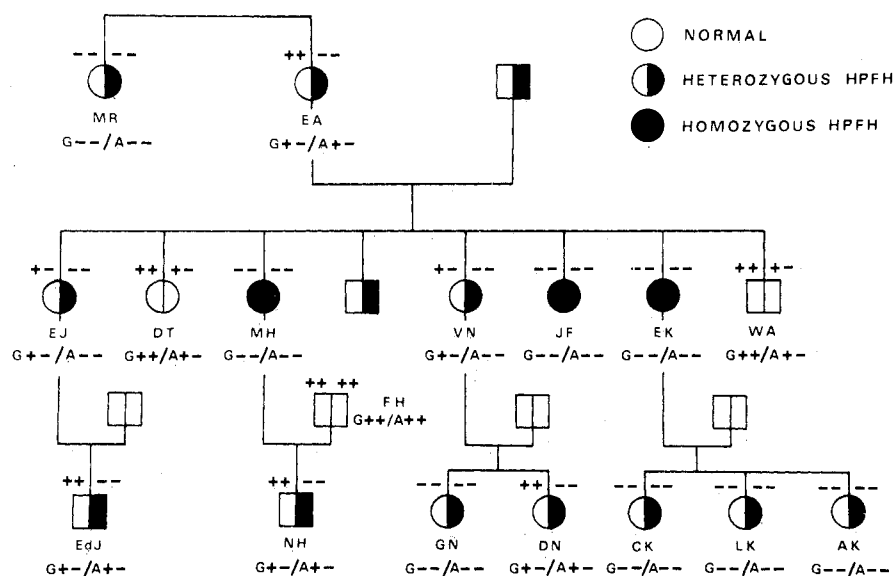 NORMAL
HETEROZYGOUS HPFH
HOMOZYGOUS HPFH
-- --
++ --
MR
EA
G--/A--
G+-/A+-
+- --
++ +-
-- --
+- --
-- --
-- --
++ +-
EJ
DT
MH
VN
JF
EK
WA
G+-/A--
G++/A+-
G--/A--
G+-/A--
G--/A--
G--/A--
G++/A+-
++ ++
FH
G++/A++
++ --
++ --
-- --
++ --
-- --
-- --
-- --
EdJ
NH
GN
DN
CK
LK
AK
G+-/A+-
G+-/A+-
G--/A--
G+-/A+-
G--/A--
G--/A--
G--/A--